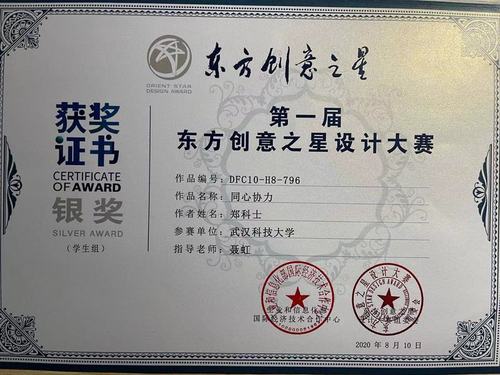 东方创意之星
ORIENT STAR
DESIGN AWARD
获奖
证书
CERTIFICATE
OF AWARD
银奖
SILVER AWARD
(学生组)
第一届
东方创意之星设计大赛
作品编号: DFC10-H8-796
作品名称: 同心协力
作者姓名: 郑科士
参赛单位: 武汉科技大学
指导老师: 聂虹
国际经济技术合作中心
2020 年 8 月 10 日